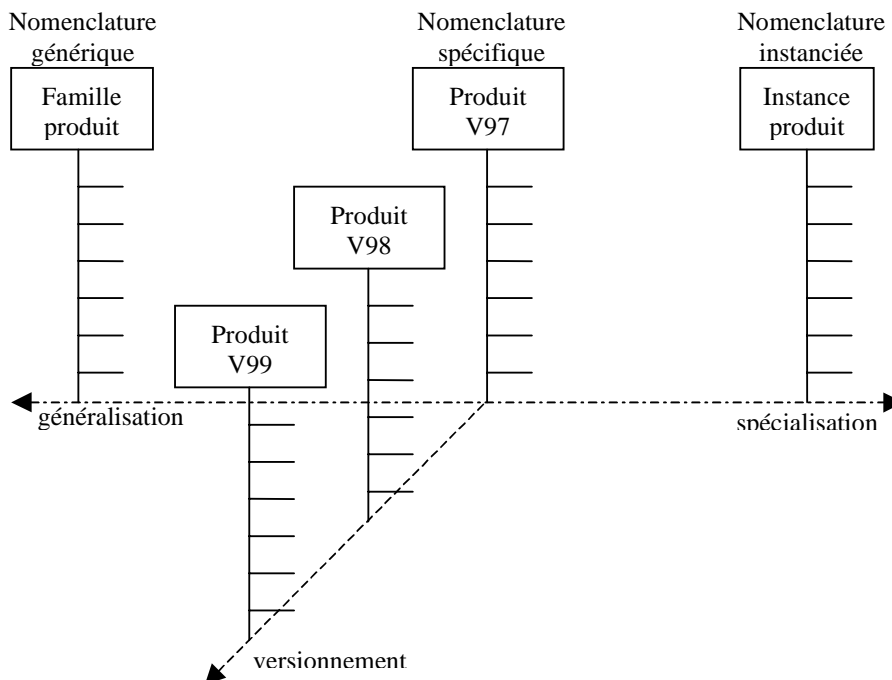 Nomenclature
générique
Nomenclature
spécifique
Nomenclature
instanciée
Famille
produit
Produit
V97
Instance
produit
Produit
V98
Produit
V99
généralisation
spécialisation
versionnement